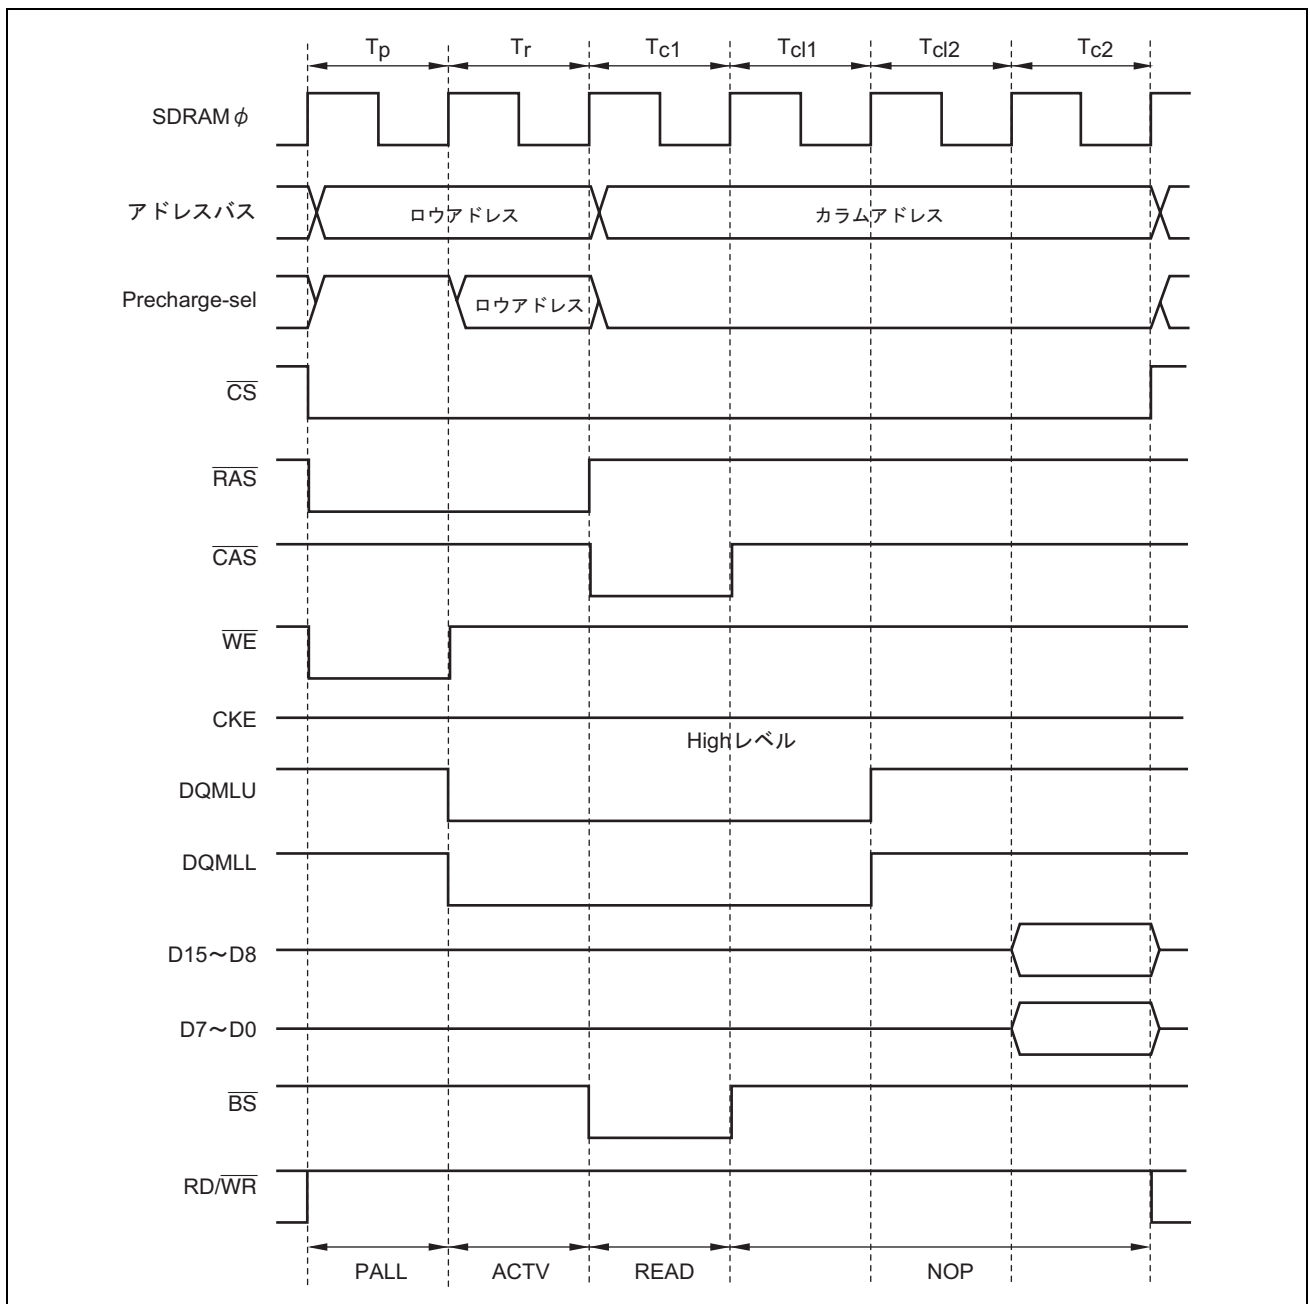 Tp Tr Tc1 Tcl1 Tcl2 Tc2
SDRAMφ
アドレスバス ロウアドレス カラムアドレス
Precharge-sel ロウアドレス
CS
RAS
CAS
WE
CKE
Highレベル
DQMLU
DQMLL
D15～D8
D7～D0
BS
RD/WR
PALL ACTV READ NOP